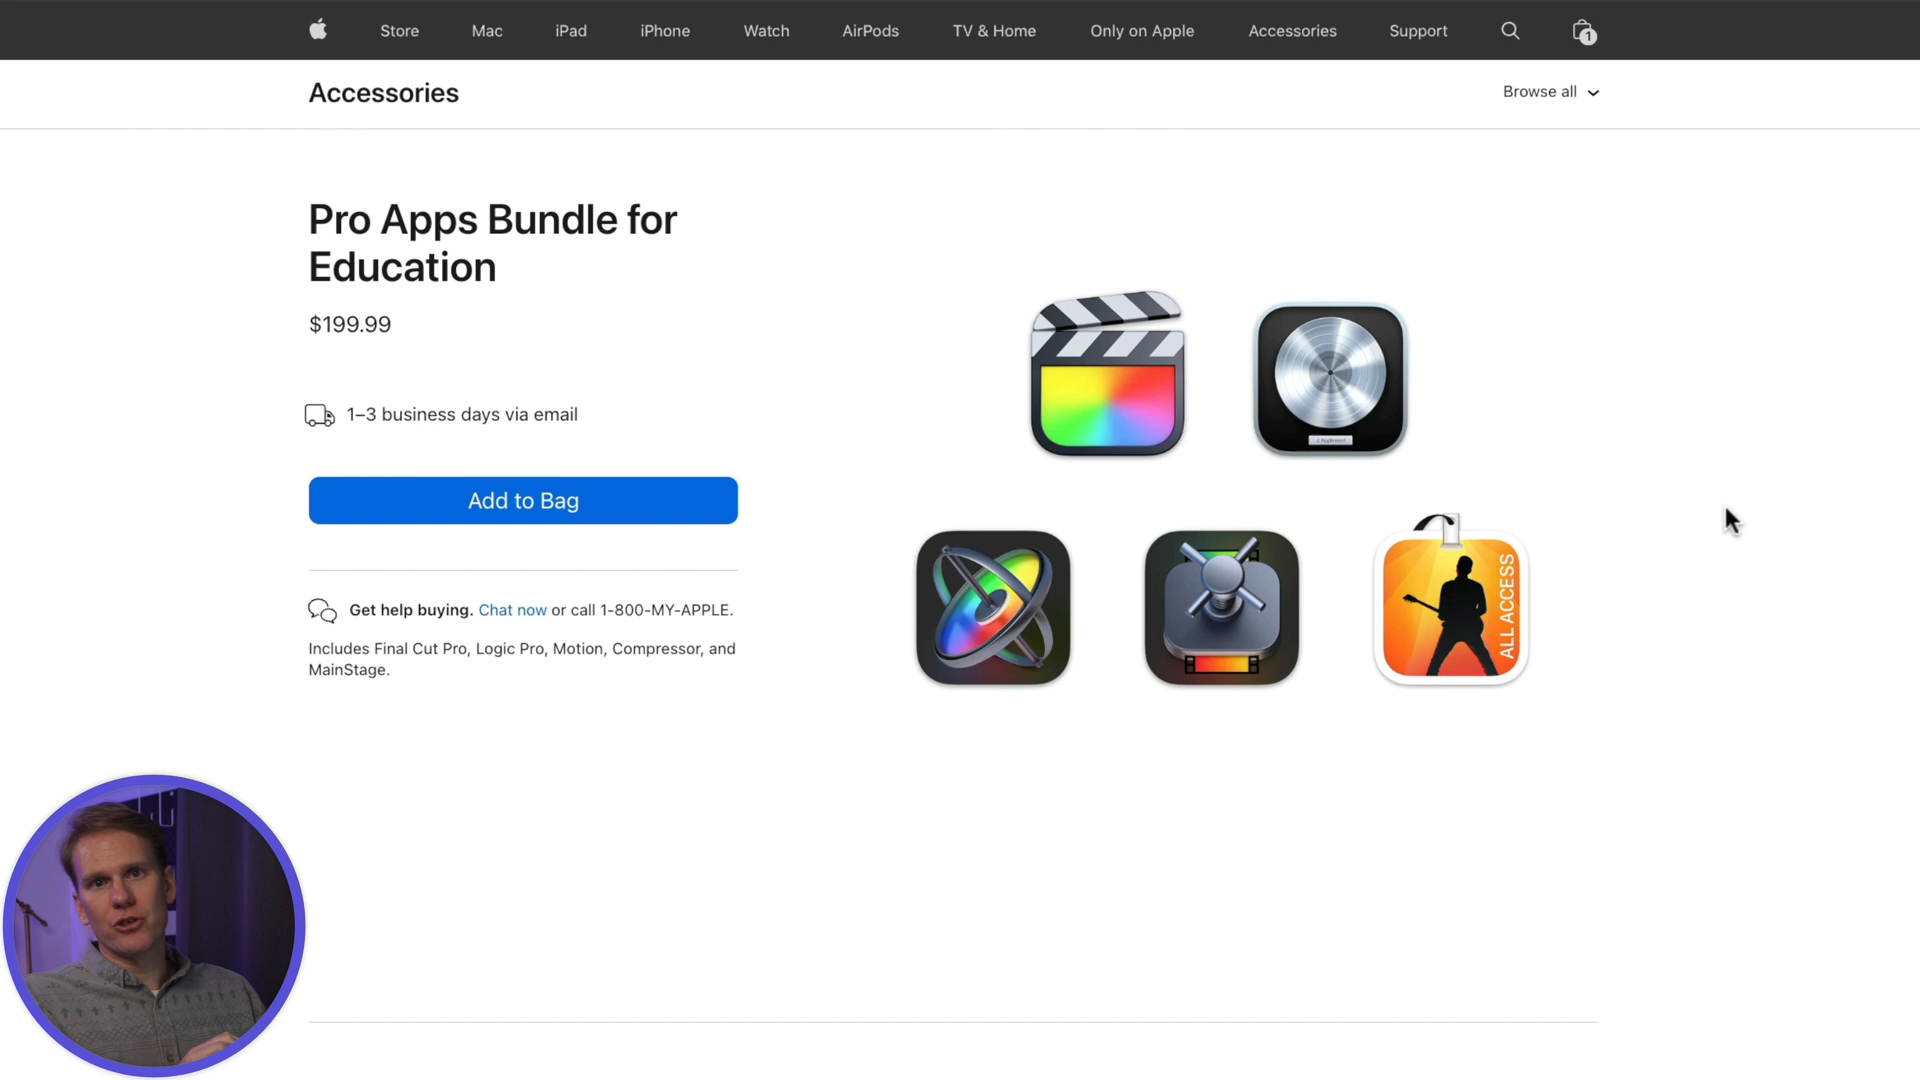 Store Mac iPad iPhone Watch AirPods TV & Home Only on Apple Accessories Support 1
Accessories Browse all
Pro Apps Bundle for
Education
$199.99
1–3 business days via email
Add to Bag
Get help buying. Chat now or call 1-800-MY-APPLE.
Includes Final Cut Pro, Logic Pro, Motion, Compressor, and
MainStage.
ALL ACCESS